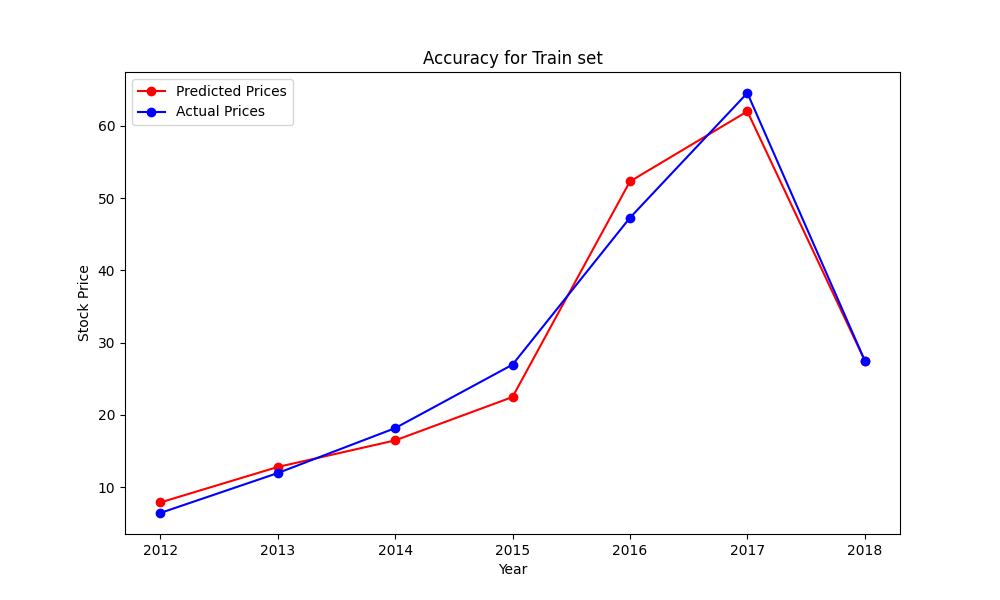 Accuracy for Train set
Predicted Prices
Actual Prices
60
50
40
30
20
10
Stock Price
2012 2013 2014 2015 2016 2017 2018
Year